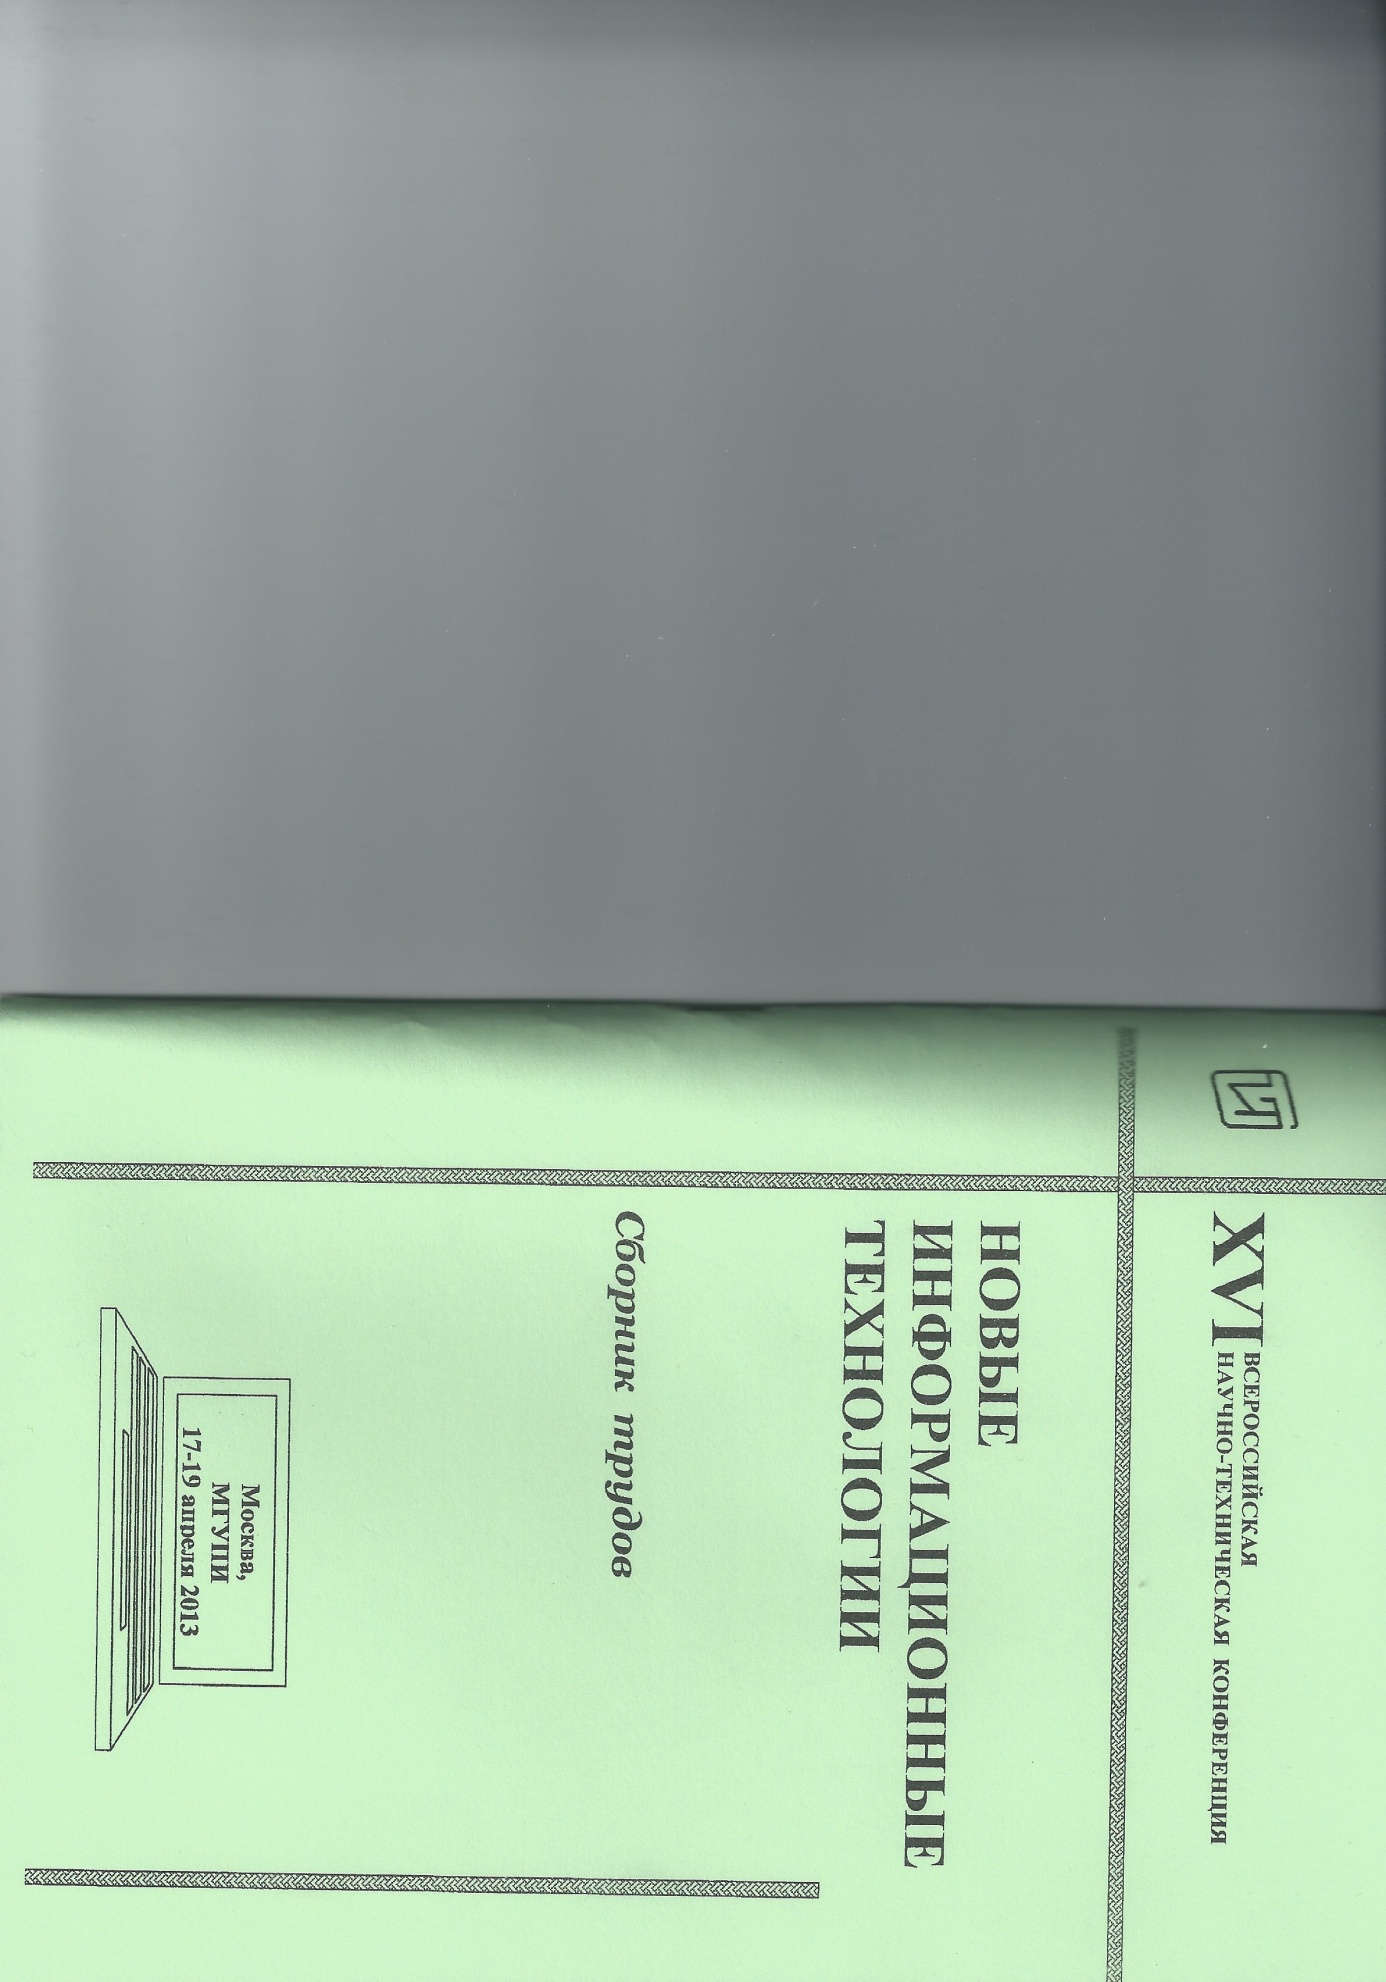 XVI ВСЕРОССИЙСКАЯ
НАУЧНО-ТЕХНИЧЕСКАЯ КОНФЕРЕНЦИЯ
НОВЫЕ
ИНФОРМАЦИОННЫЕ
ТЕХНОЛОГИИ
Сборник трудов
Москва,
МГУПИ
17-19 апреля 2013